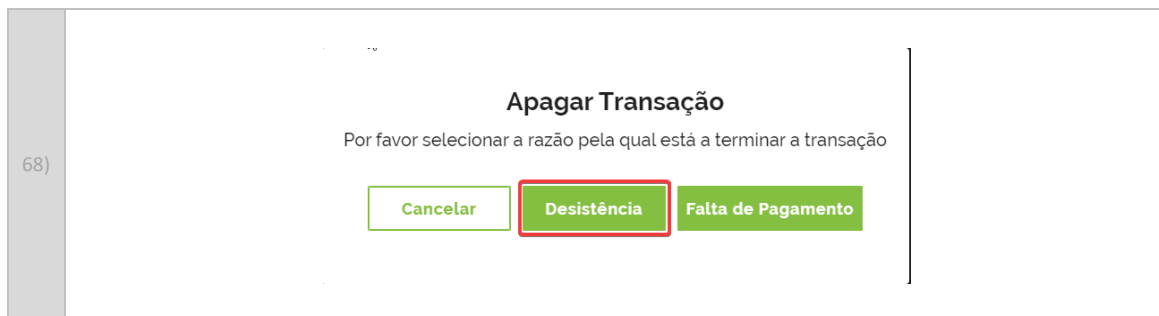 68)
Apagar Transação
Por favor selecionar a razão pela qual está a terminar a transação
Cancelar
Desistência
Falta de Pagamento